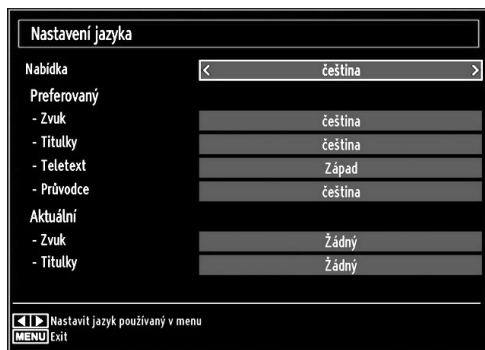 Nastavení jazyka
Nabídka < čeština >
Preferovaný
- Zvuk čeština
- Titulky čeština
- Teletext Západ
- Průvodce čeština
Aktuální
- Zvuk Žádný
- Titulky Žádný
Nastavit jazyk používaný v menu
MENU Exit